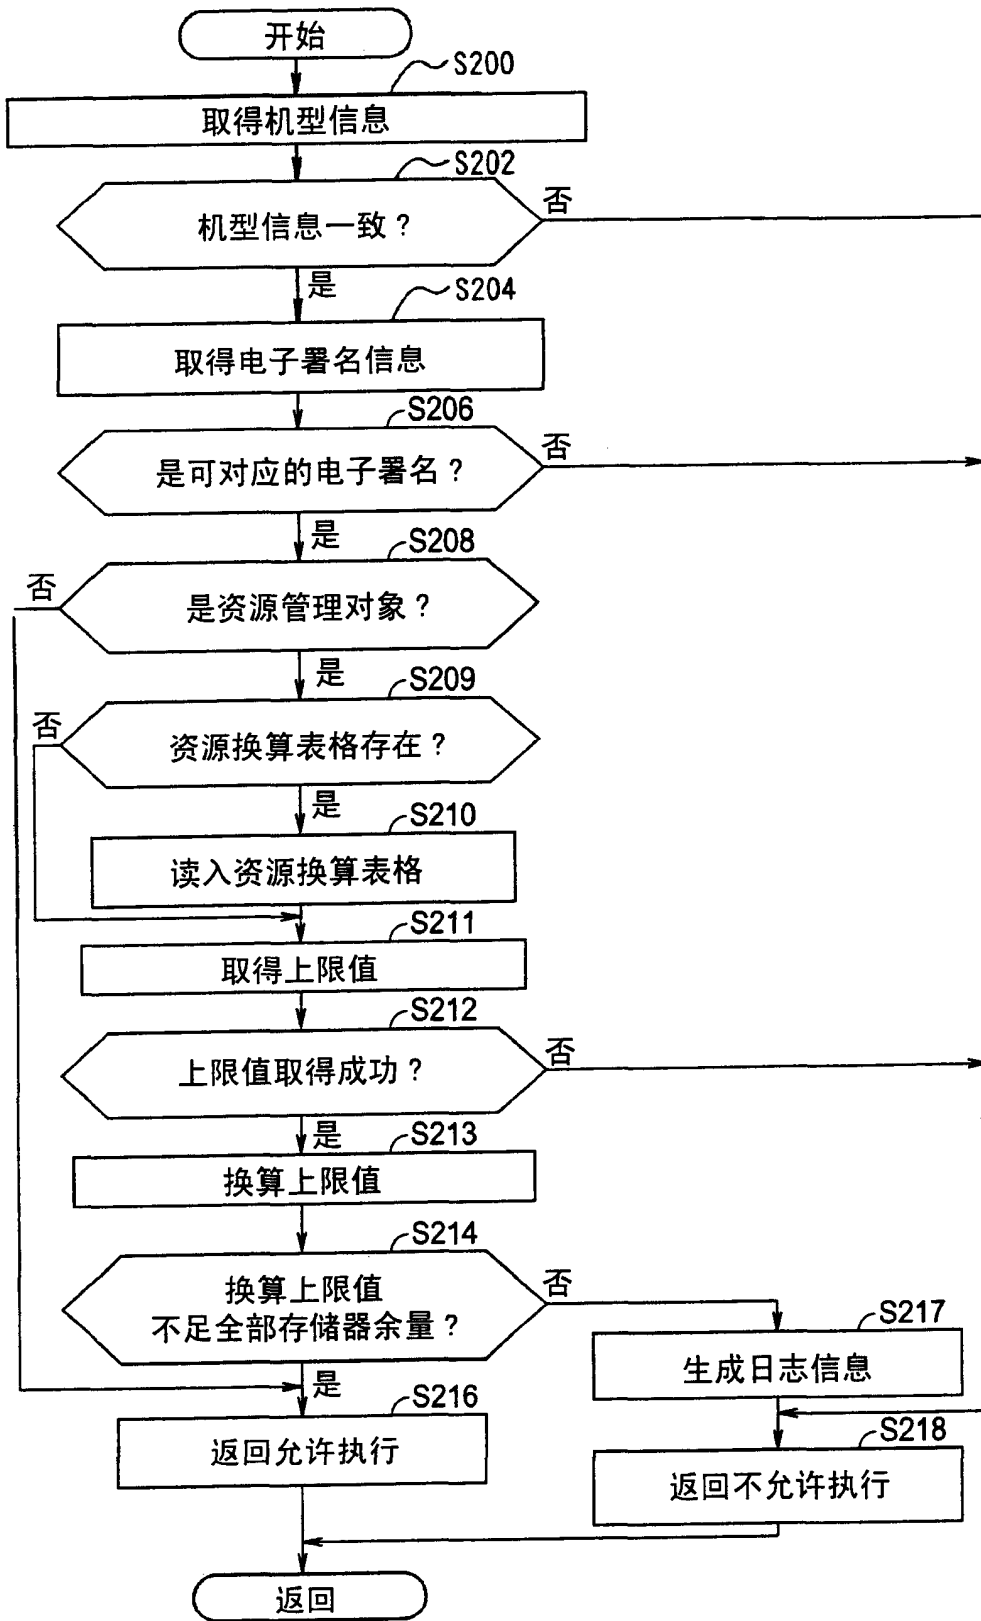 开始
S200
取得机型信息
S202
机型信息一致？
否
是
S204
取得电子署名信息
S206
是可对应的电子署名？
否
是
S208
否
是资源管理对象？
是
S209
否
资源换算表格存在？
是
S210
读入资源换算表格
S211
取得上限值
S212
上限值取得成功？
否
是
S213
换算上限值
S214
换算上限值
不足全部存储器余量？
否
是
S217
生成日志信息
S216
返回允许执行
S218
返回不允许执行
返回